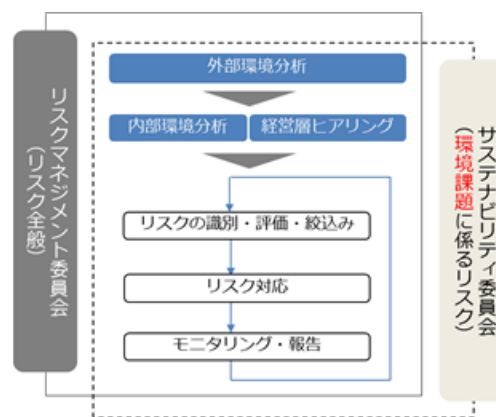 リスクマネジメント委員会
(リスク全般)
外部環境分析
内部環境分析
経営層ヒアリング
リスクの識別・評価・絞込み
リスク対応
モニタリング・報告
サステナビリティ委員会
(環境課題に係るリスク)